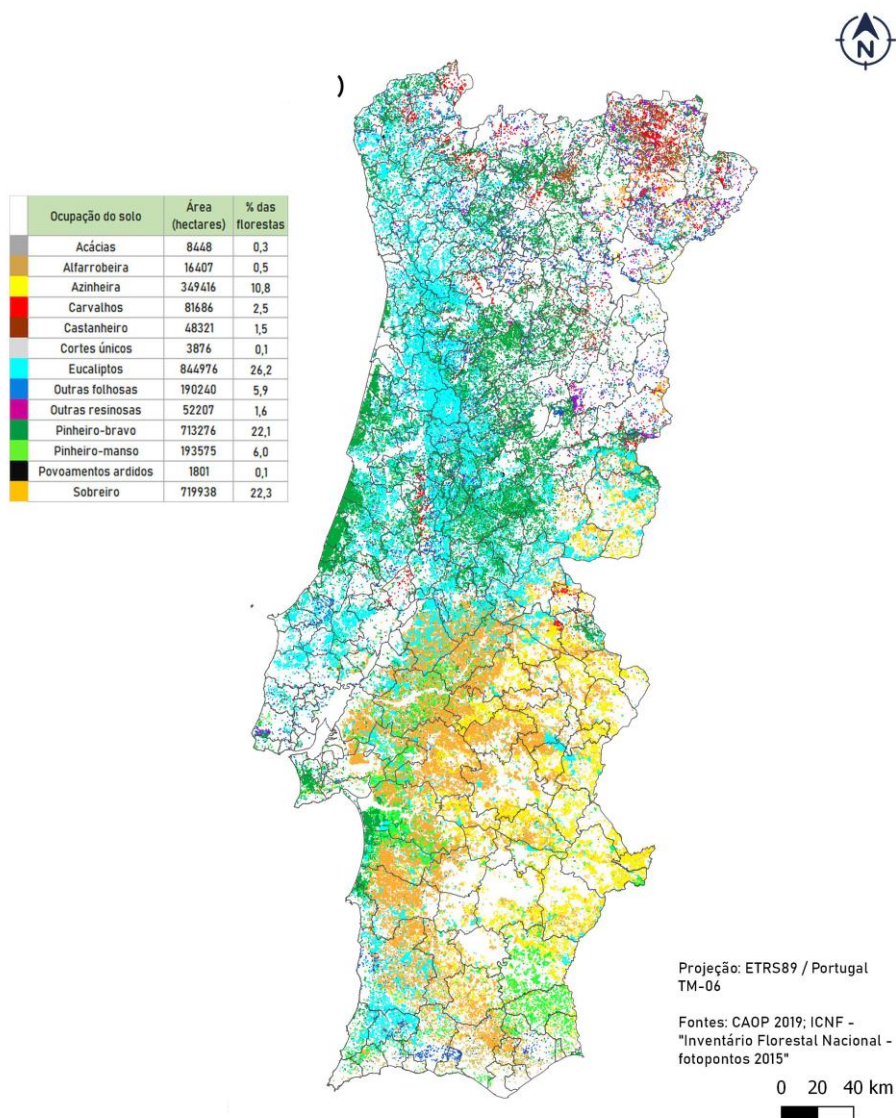 N
)
Ocupação do solo Área (hectares) % das florestas
Acácias 8448 0,3
Alfarrobeira 16407 0,5
Azinheira 349416 10,8
Carvalhos 81686 2,5
Castanheiro 48321 1,5
Cortes únicos 3876 0,1
Eucaliptos 844976 26,2
Outras folhosas 190240 5,9
Outras resinosas 52207 1,6
Pinheiro-bravo 713276 22,1
Pinheiro-manso 193575 6,0
Povoamentos ardidos 1801 0,1
Sobreiro 719938 22,3
Projeção: ETRS89 / Portugal
TM-06
Fontes: CAOP 2019; ICNF -
"Inventário Florestal Nacional -
fotopontos 2015"
0 20 40 km